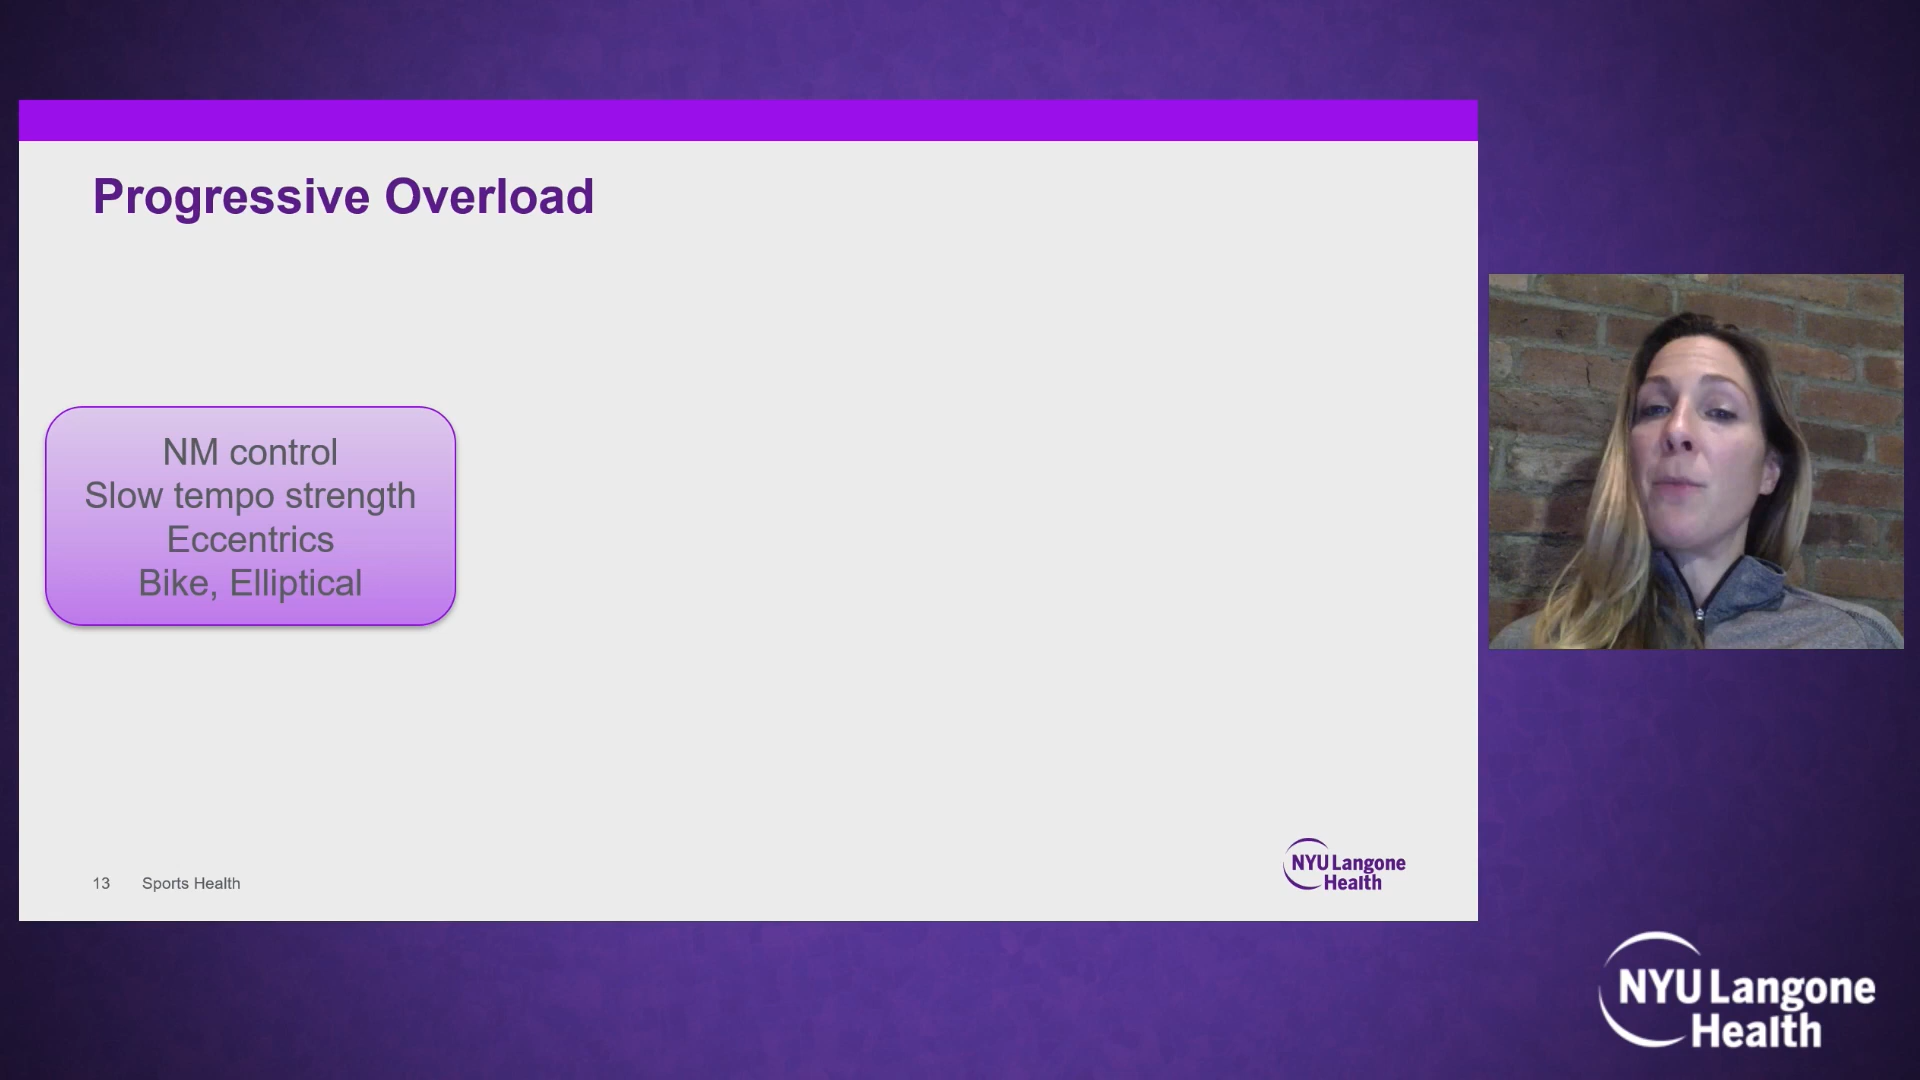 Progressive Overload
NM control
Slow tempo strength
Eccentrics
Bike, Elliptical
13 Sports Health
NYU Langone
Health
NYU Langone
Health